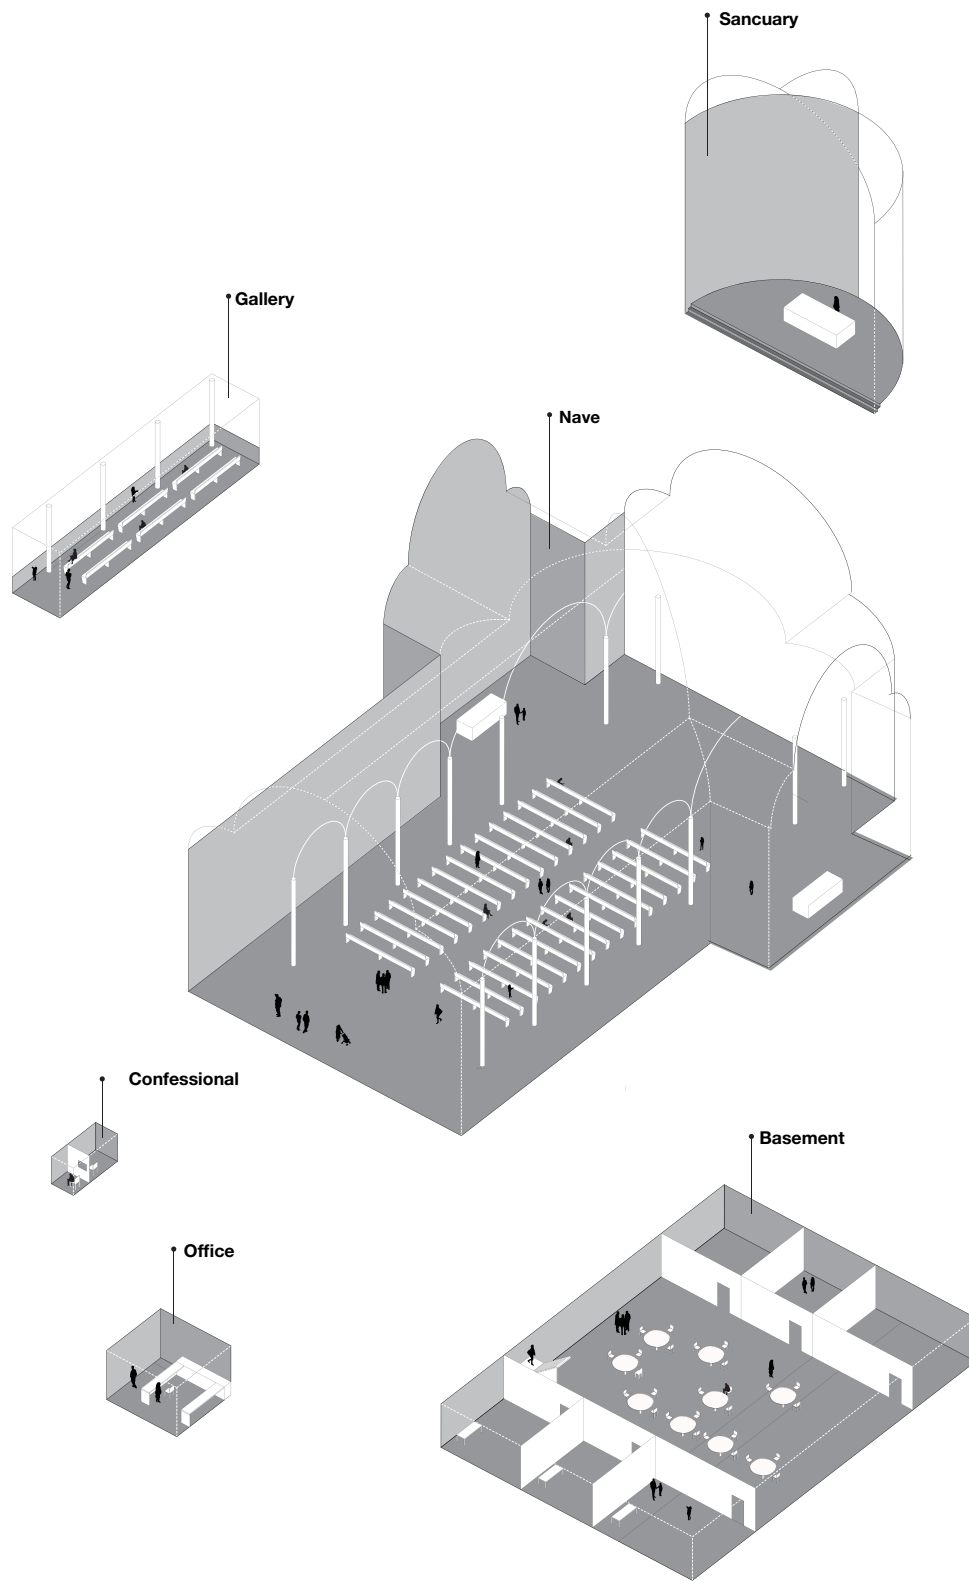 Sancuary
Gallery
Nave
Confessional
Basement
Office